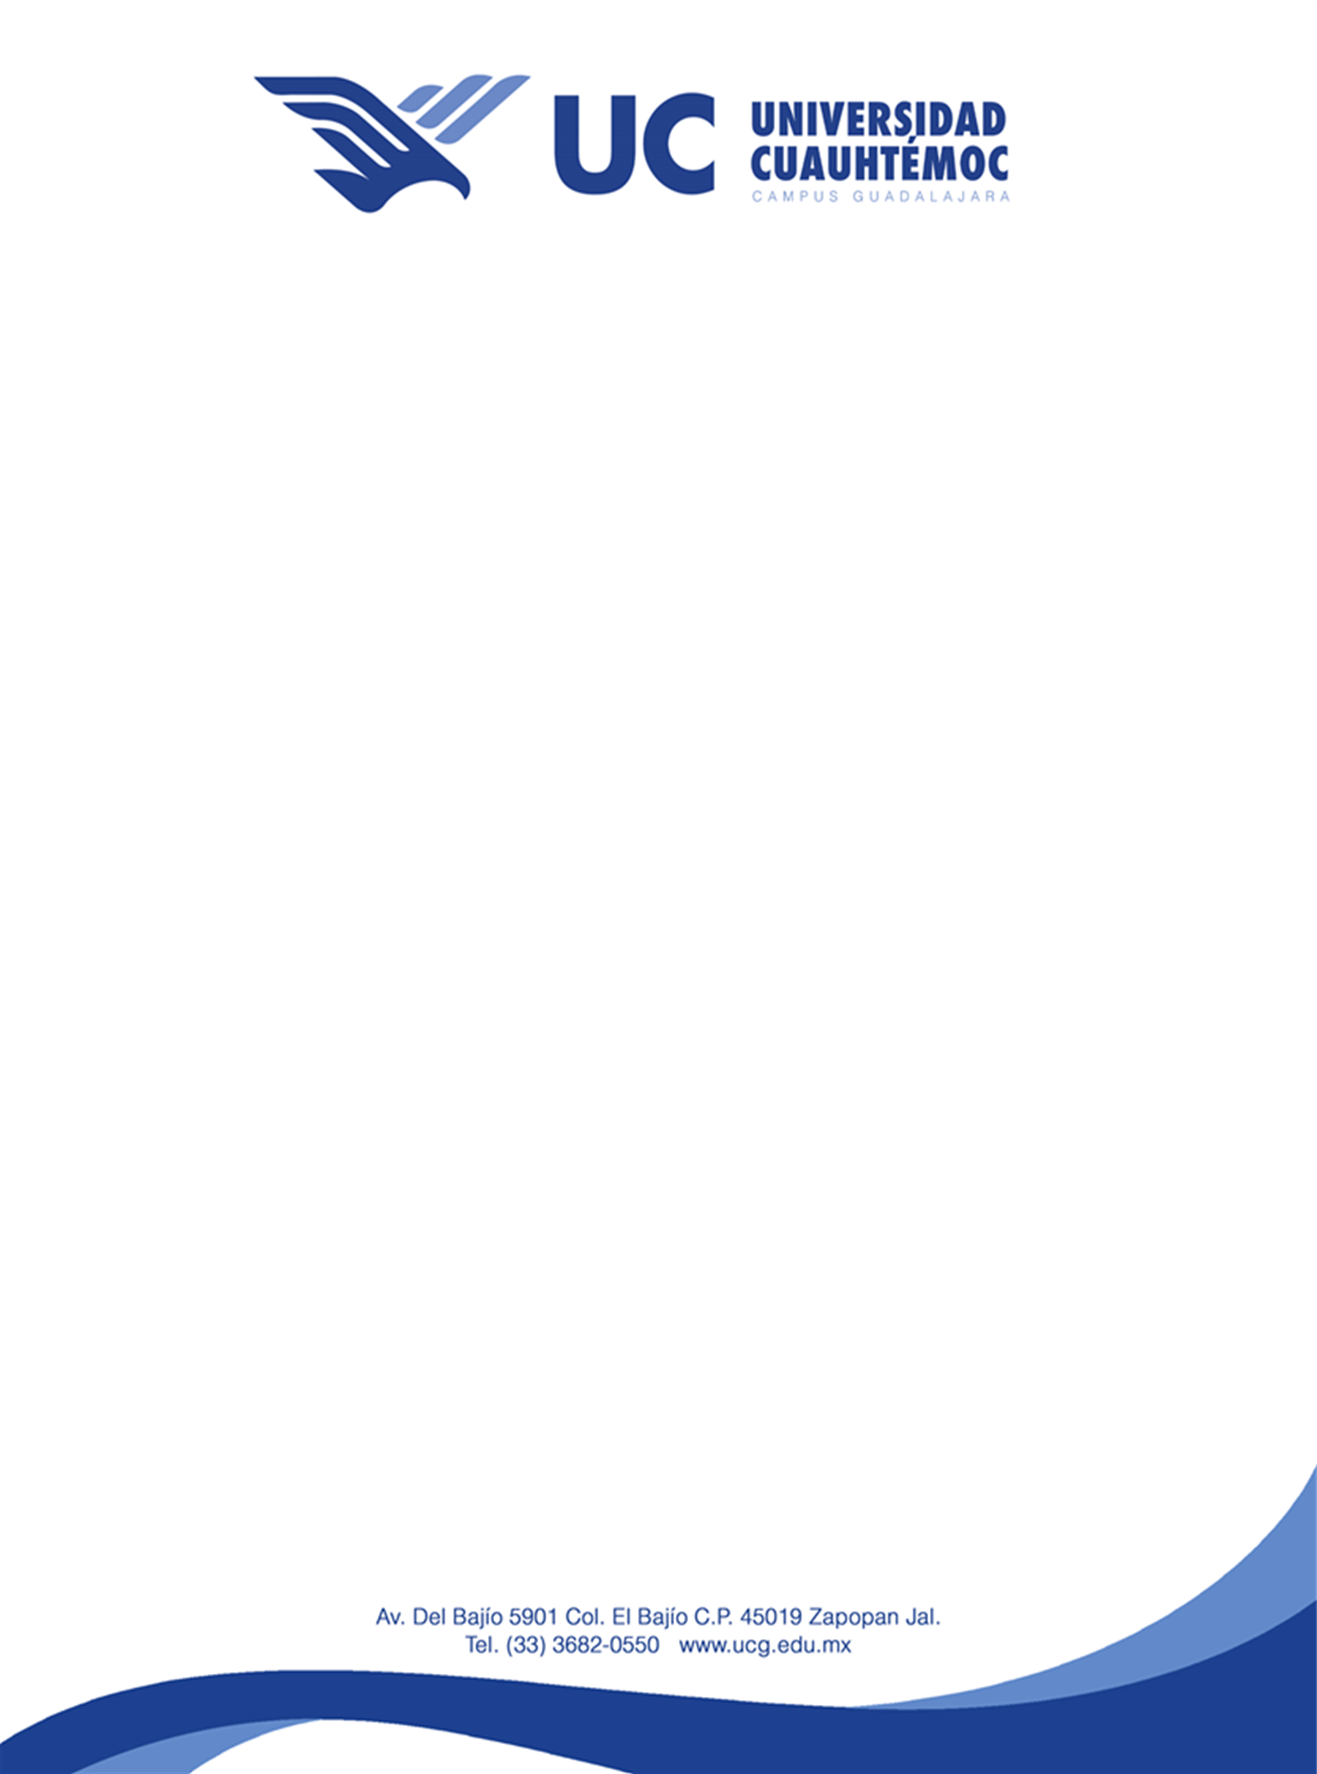 UC
UNIVERSIDAD
CUAUHTÉMOC
CAMPUS GUADALAJARA
Av. Del Bajío 5901 Col. El Bajío C.P. 45019 Zapopan Jal.
Tel. (33) 3682-0550 www.ucg.edu.mx